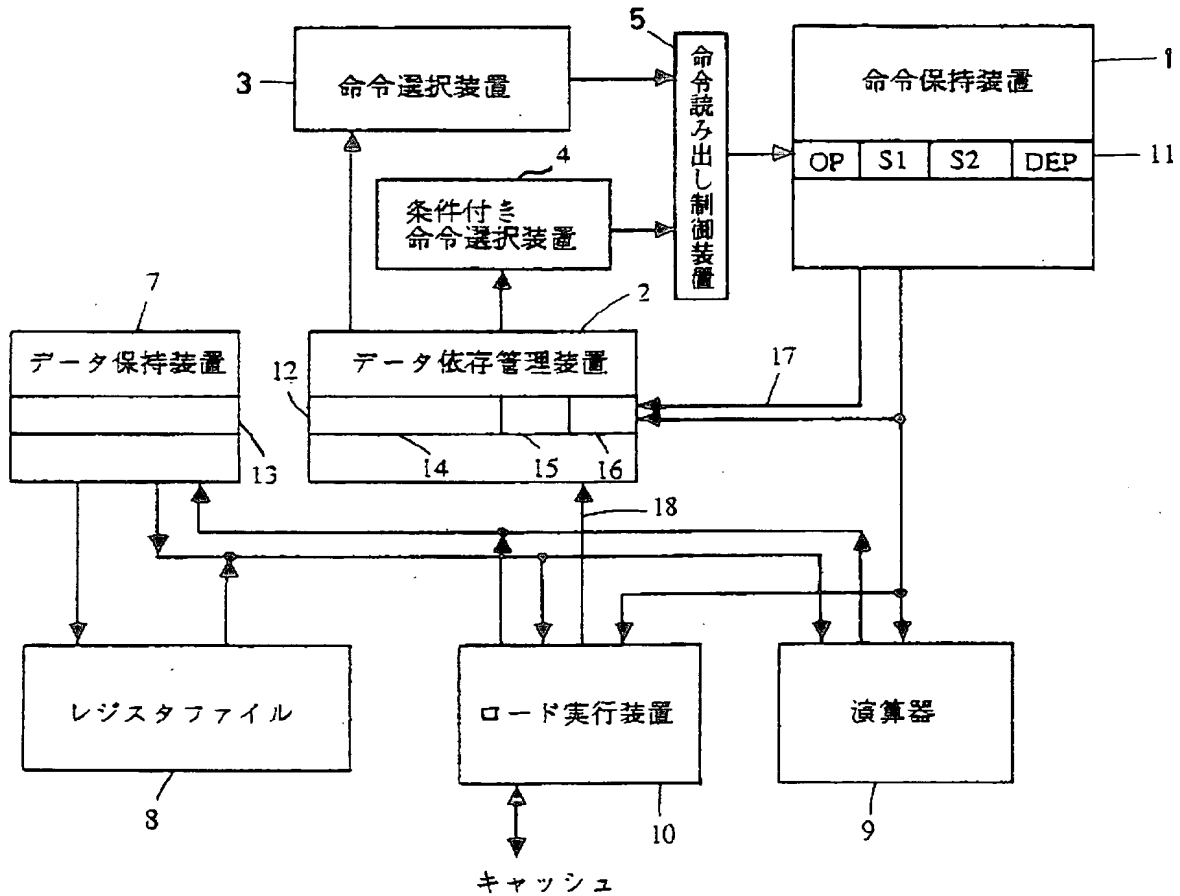 5
3
命令選択装置
命令読み出し制御装置
命令保持装置
1
OP S1 S2 DEP
11
4
条件付き
命令選択装置
7
2
データ保持装置
データ依存管理装置
12
17
13
14
15
16
18
レジスタファイル
ロード実行装置
演算器
8
10
9
キャッシュ